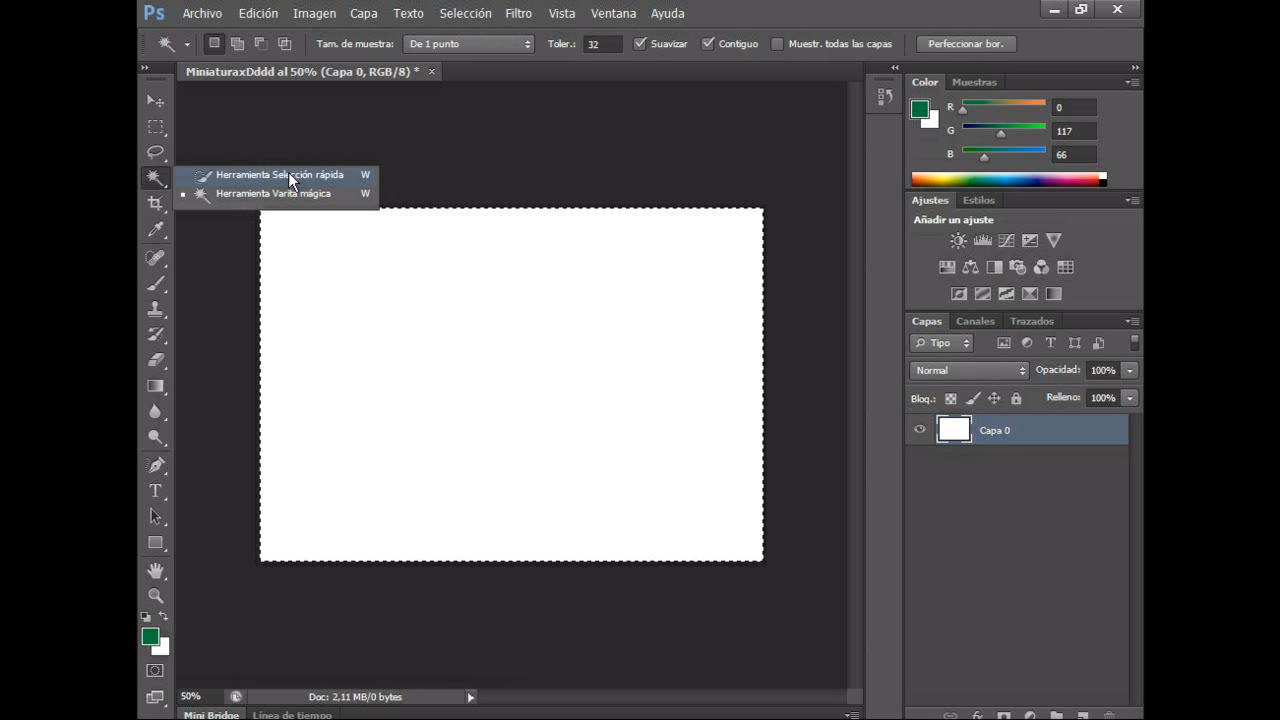 Ps Archivo Edición Imagen Capa Texto Selección Filtro Vista Ventana Ayuda
Tam. de muestra: De 1 punto Toler.: 32 Suavizar Contiguo Muestr. todas las capas Perfeccionar bor.
MiniaturaxDddd al 50% (Capa 0, RGB/8) * ×
Herramienta Selección rápida W
Herramienta Varita mágica W
Color Muestras
R 0
G 117
B 66
Ajustes Estilos
Añadir un ajuste
Capas Canales Trazados
Tipo
Normal Opacidad: 100%
Bloq.: Relleno: 100%
Capa 0
T
50% Doc: 2,11 MB/0 bytes
Mini Bridge Línea de tiempo